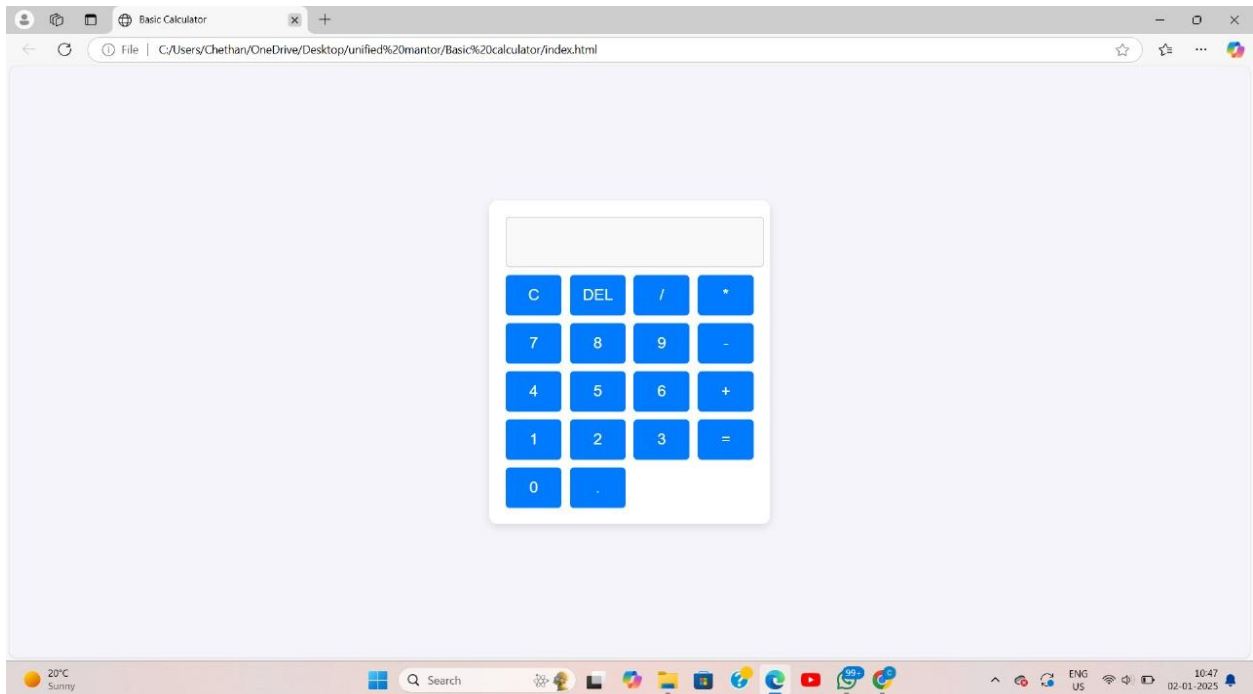 Basic Calculator
File | C:/Users/Chethan/OneDrive/Desktop/unified%20mantor/Basic%20calculator/index.html
C DEL / *
7 8 9 -
4 5 6 +
1 2 3 =
0 .
20°C
Sunny
Search
99+
C
ENG
US
10:47
02-01-2025